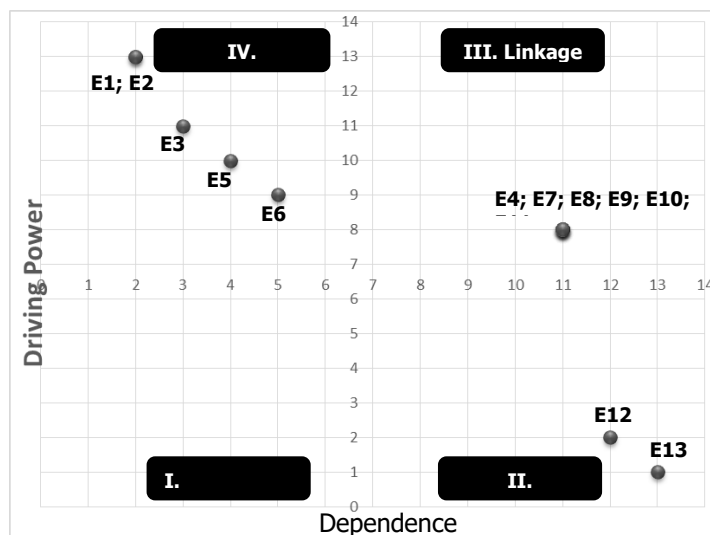 14
IV.
III. Linkage
13
E1; E2
12
E3
11
E5
10
E6
9
E4; E7; E8; E9; E10;
8
Driving Power
0 1 2 3 4 5 6 7 8 9 10 11 12 13 14
6
5
4
3
E12
2
E13
I.
1
II.
0
Dependence